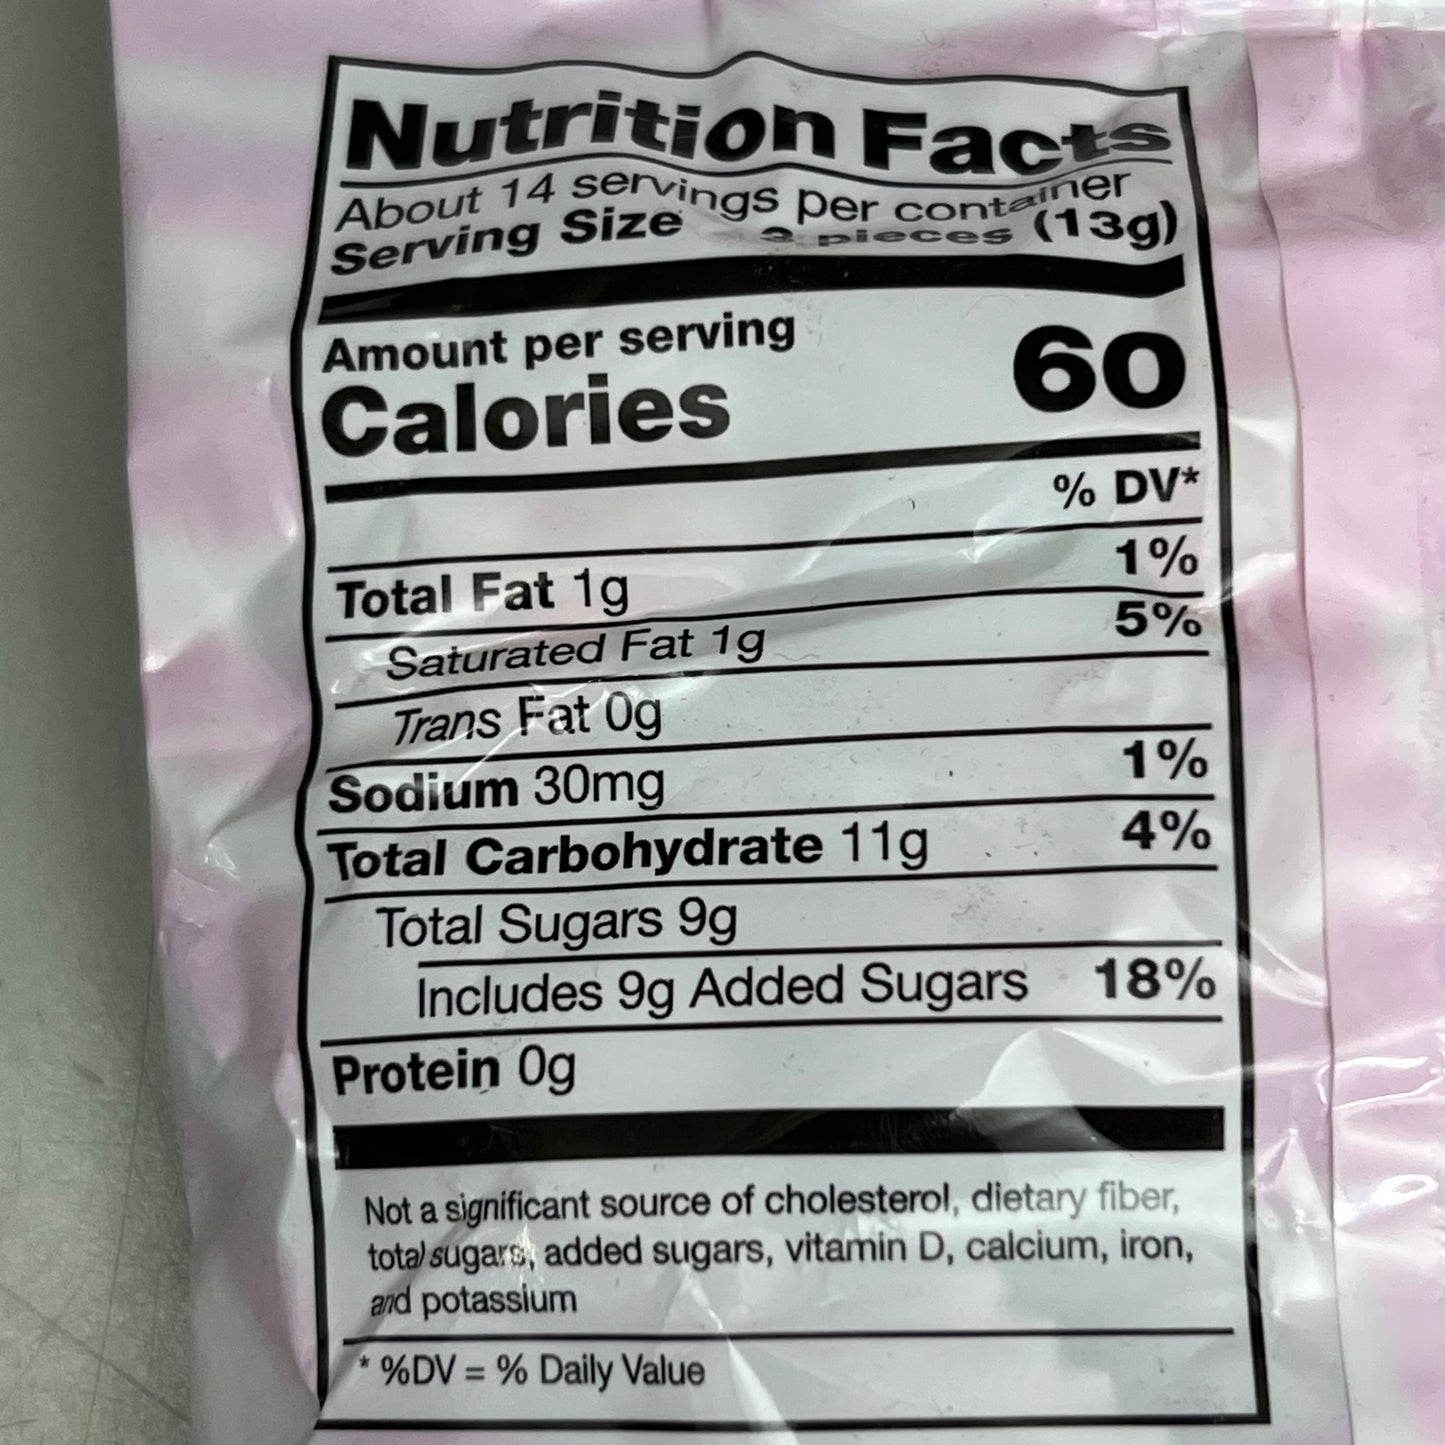 Nutrition Facts
About 14 servings per container
Serving Size pieces (13g)
Amount per serving
Calories 60
% DV*
Total Fat 1g 1%
Saturated Fat 1g 5%
Trans Fat 0g
Sodium 30mg 1%
Total Carbohydrate 11g 4%
Total Sugars 9g
Includes 9g Added Sugars 18%
Protein 0g
Not a significant source of cholesterol, dietary fiber,
total sugars, added sugars, vitamin D, calcium, iron,
and potassium
* %DV = % Daily Value